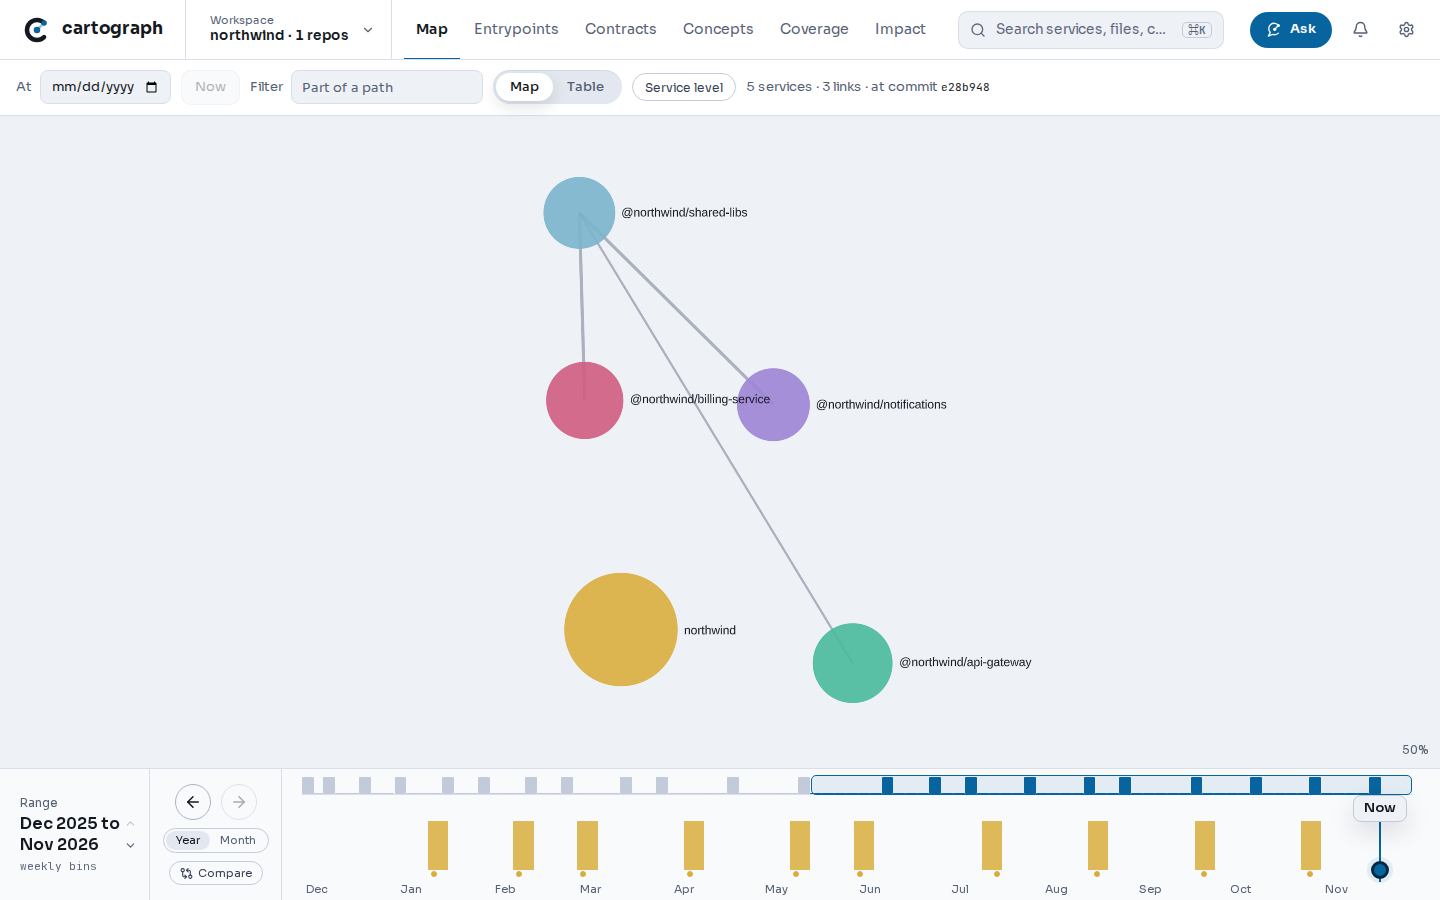 cartograph
Workspace
northwind · 1 repos
Map
Entrypoints
Contracts
Concepts
Coverage
Impact
Search services, files, c...
⌘K
Ask
At
mm/dd/yyyy
Now
Filter
Part of a path
Map
Table
Service level
5 services · 3 links · at commit e28b948
@northwind/shared-libs
@northwind/billing-service
@northwind/notifications
northwind
@northwind/api-gateway
50%
Range
Dec 2025 to
Nov 2026
weekly bins
Year
Month
Compare
Now
Dec
Jan
Feb
Mar
Apr
May
Jun
Jul
Aug
Sep
Oct
Nov